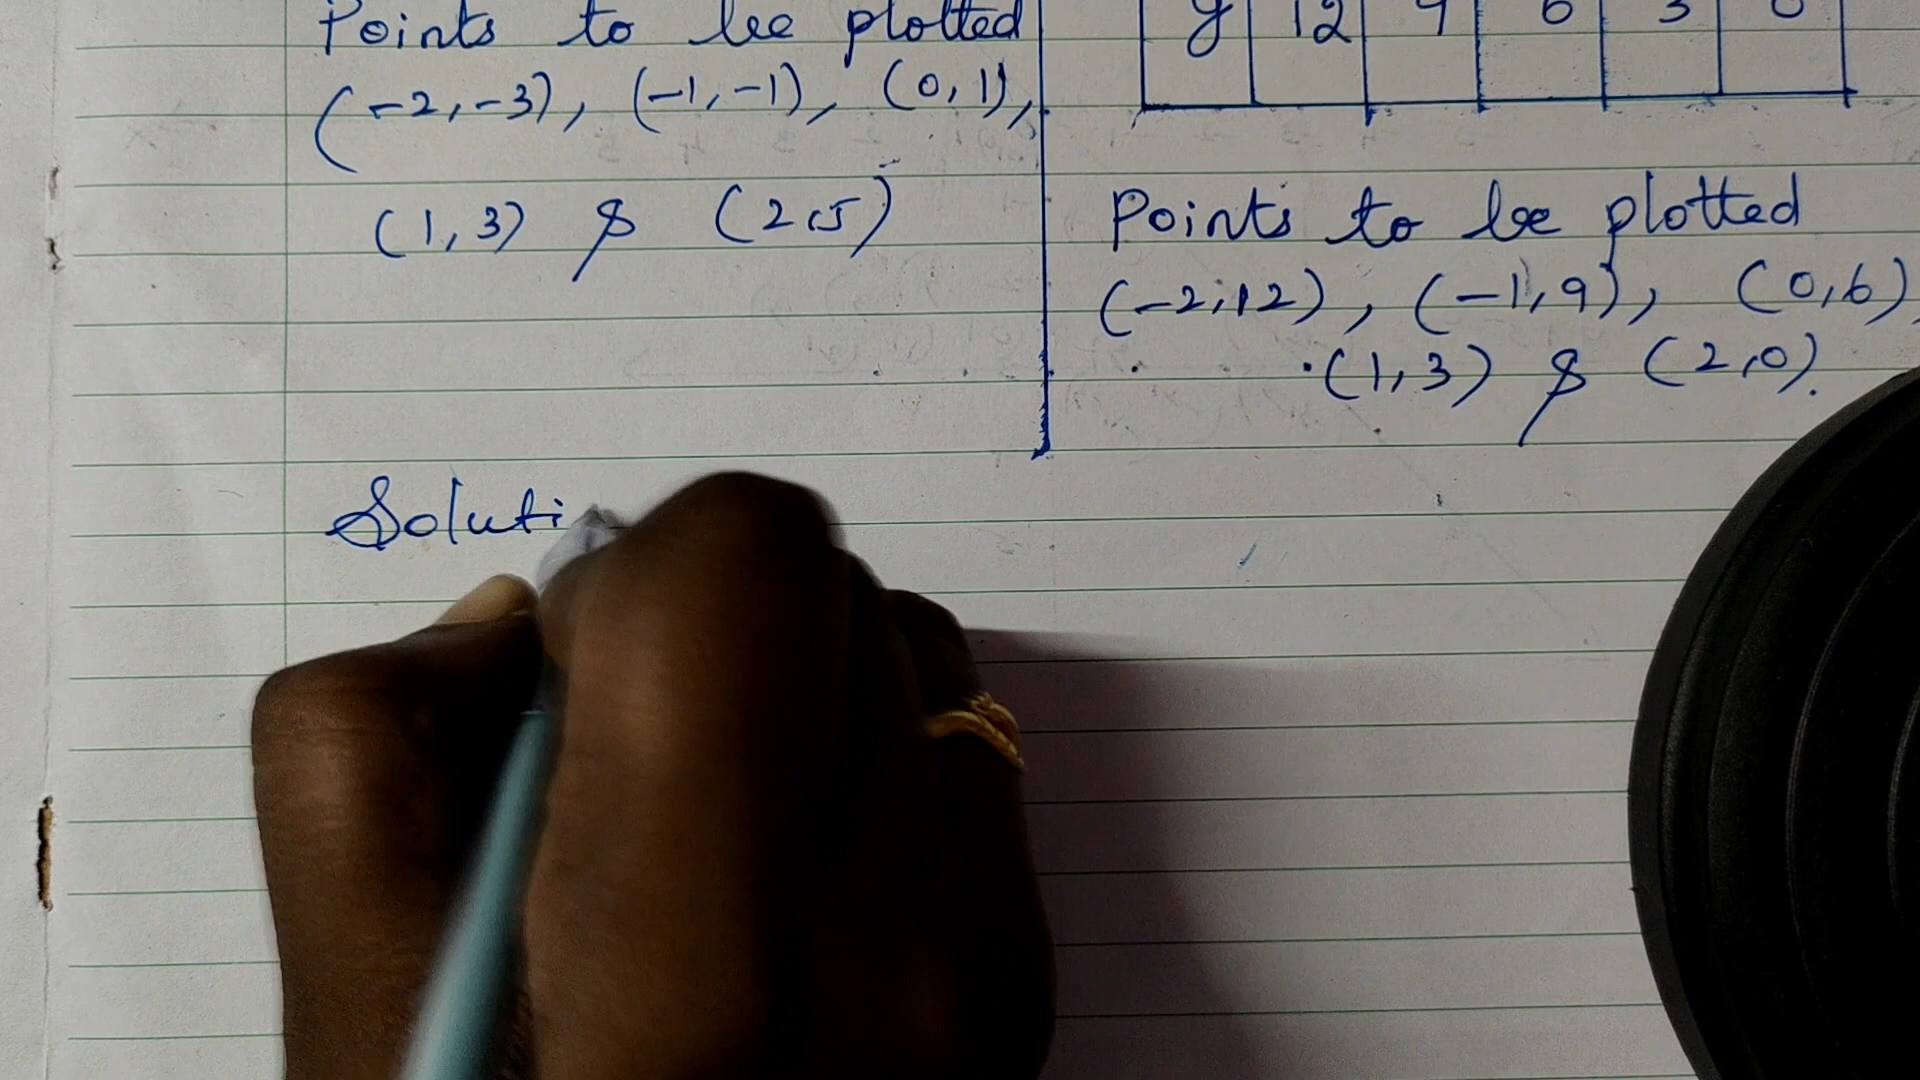 Points to be plotted
(-2,-3), (-1,-1), (0,1),
(1,3) & (2,5)
y 12 9 6 3 0
Points to be plotted
(-2,12), (-1,9), (0,6),
(1,3) & (2,0).
Soluti